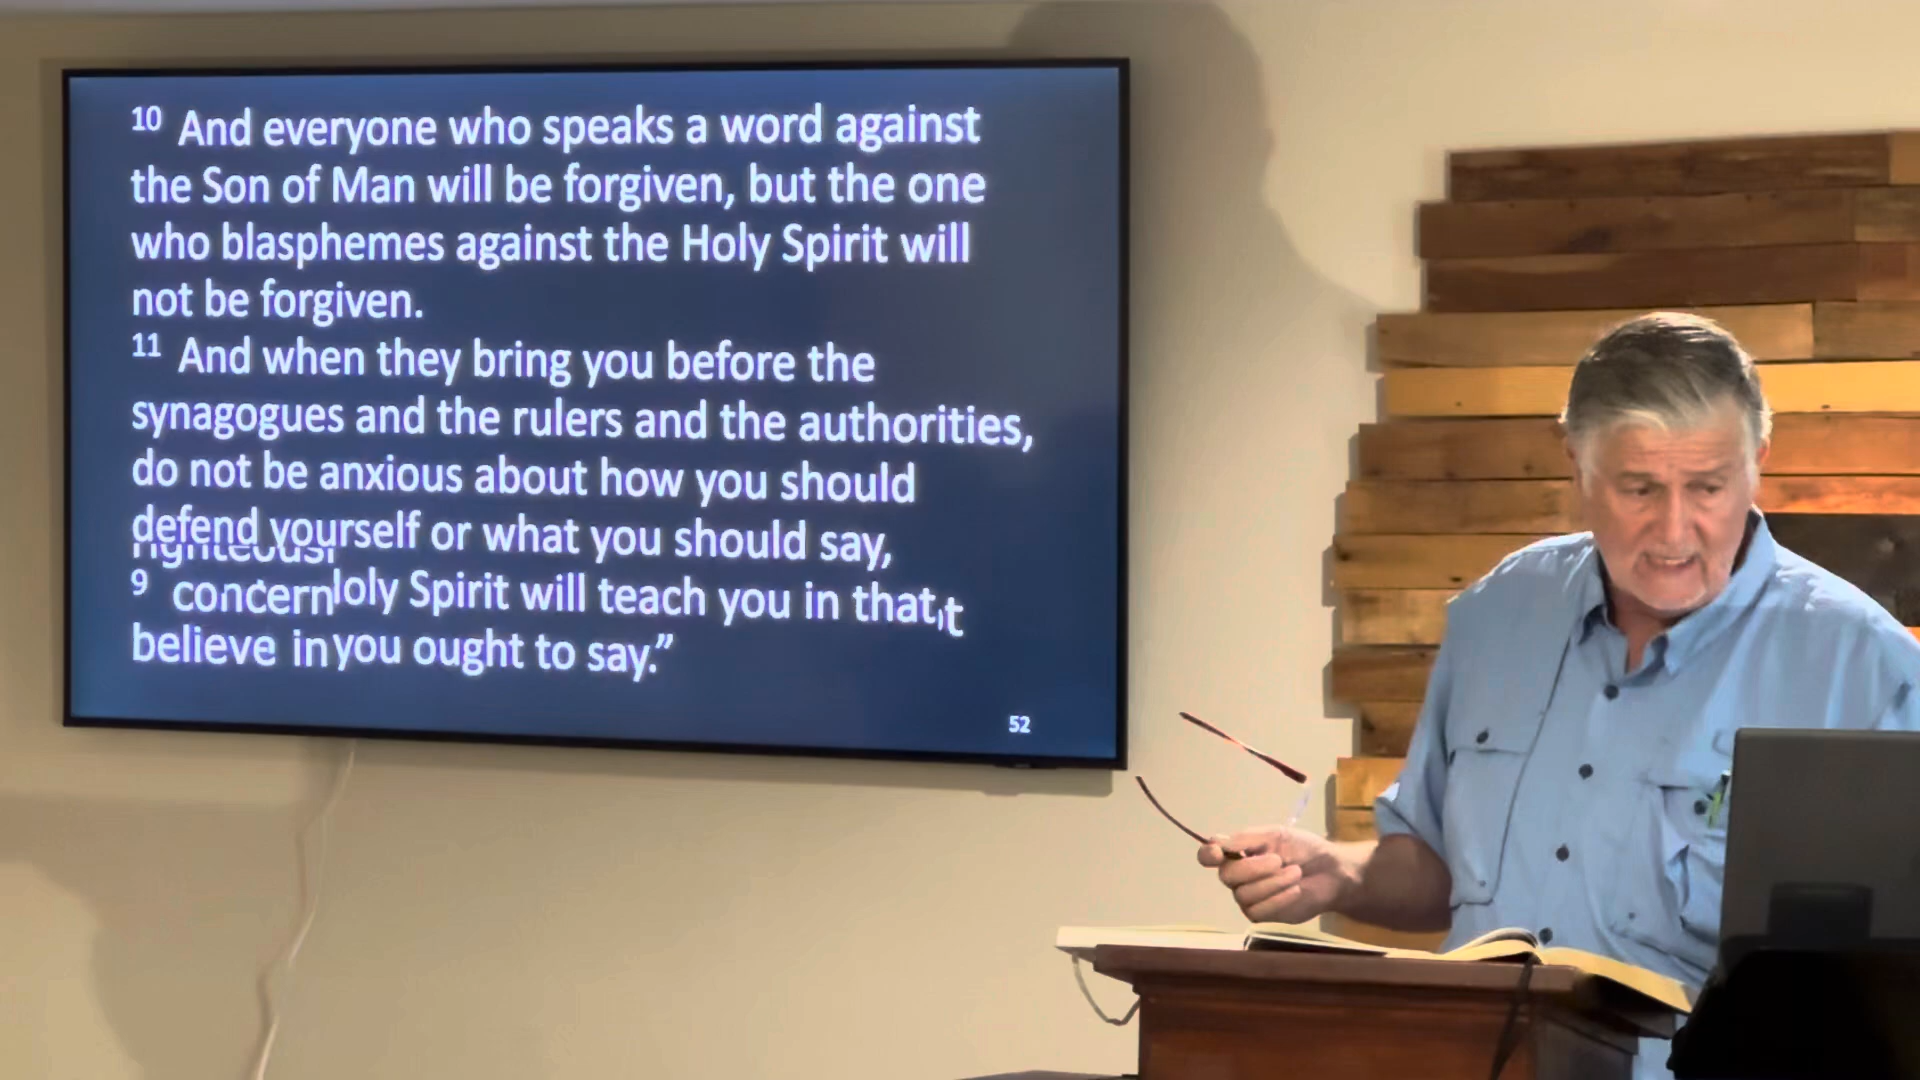 10 And everyone who speaks a word against
the Son of Man will be forgiven, but the one
who blasphemes against the Holy Spirit will
not be forgiven.
11 And when they bring you before the
synagogues and the rulers and the authorities,
do not be anxious about how you should
defend yourself or what you should say,
9 concern oly Spirit will teach you in that
believe in you ought to say.”
52